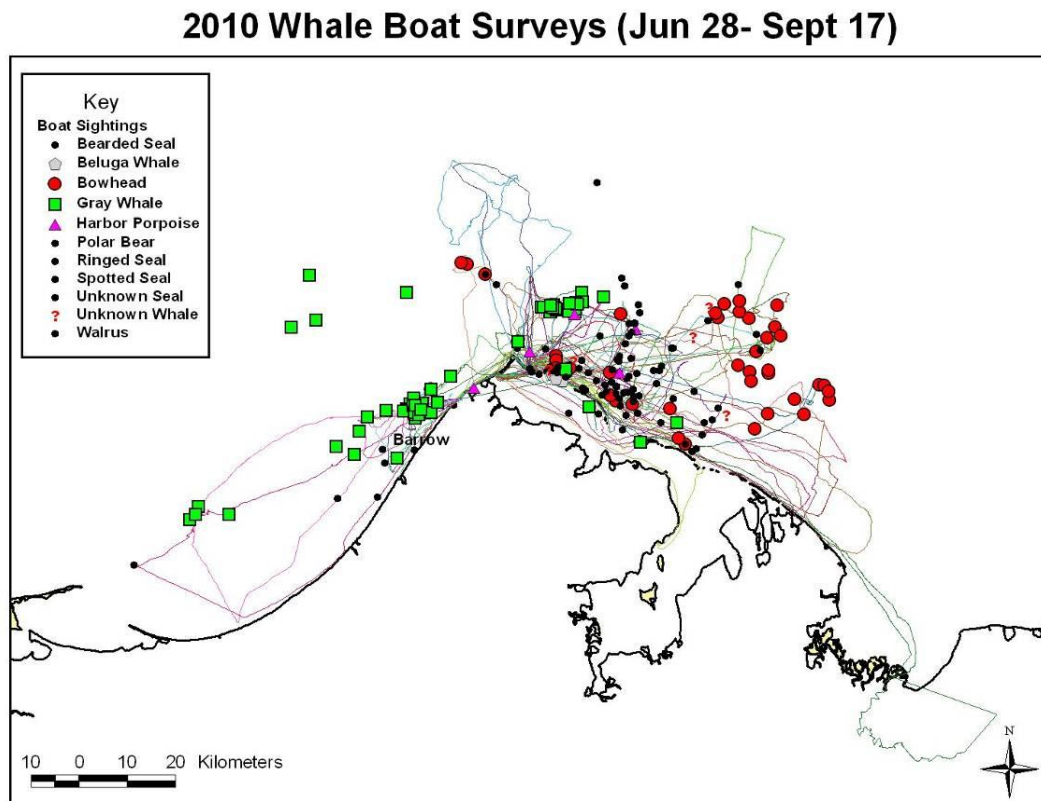 2010 Whale Boat Surveys (Jun 28- Sept 17)
Key
Boat Sightings
Bearded Seal
Beluga Whale
Bowhead
Gray Whale
Harbor Porpoise
Polar Bear
Ringed Seal
Spotted Seal
Unknown Seal
? Unknown Whale
Walrus
?
?
?
?
Barrow
N
10 0 10 20 Kilometers